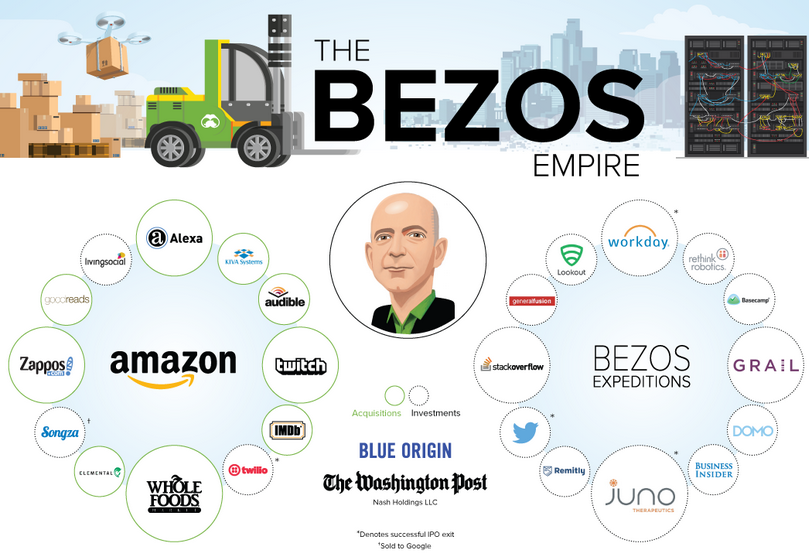 THE
BEZOS
EMPIRE
Alexa
livingsocial
KIVA Systems
goodreads
audible
Zappos
.com
amazon
twitch
Songza
†
IMDb
ELEMENTAL
WHOLE
FOODS
MARKET
twilio
*
Acquisitions
Investments
BLUE ORIGIN
The Washington Post
Nash Holdings LLC
*Denotes successful IPO exit
†Sold to Google
workday.
*
Lookout
rethink
robotics.
generalfusion
Basecamp
stackoverflow
BEZOS
EXPEDITIONS
GRAIL
*
DOMO
Remitly
BUSINESS
INSIDER
juno
THERAPEUTICS
*